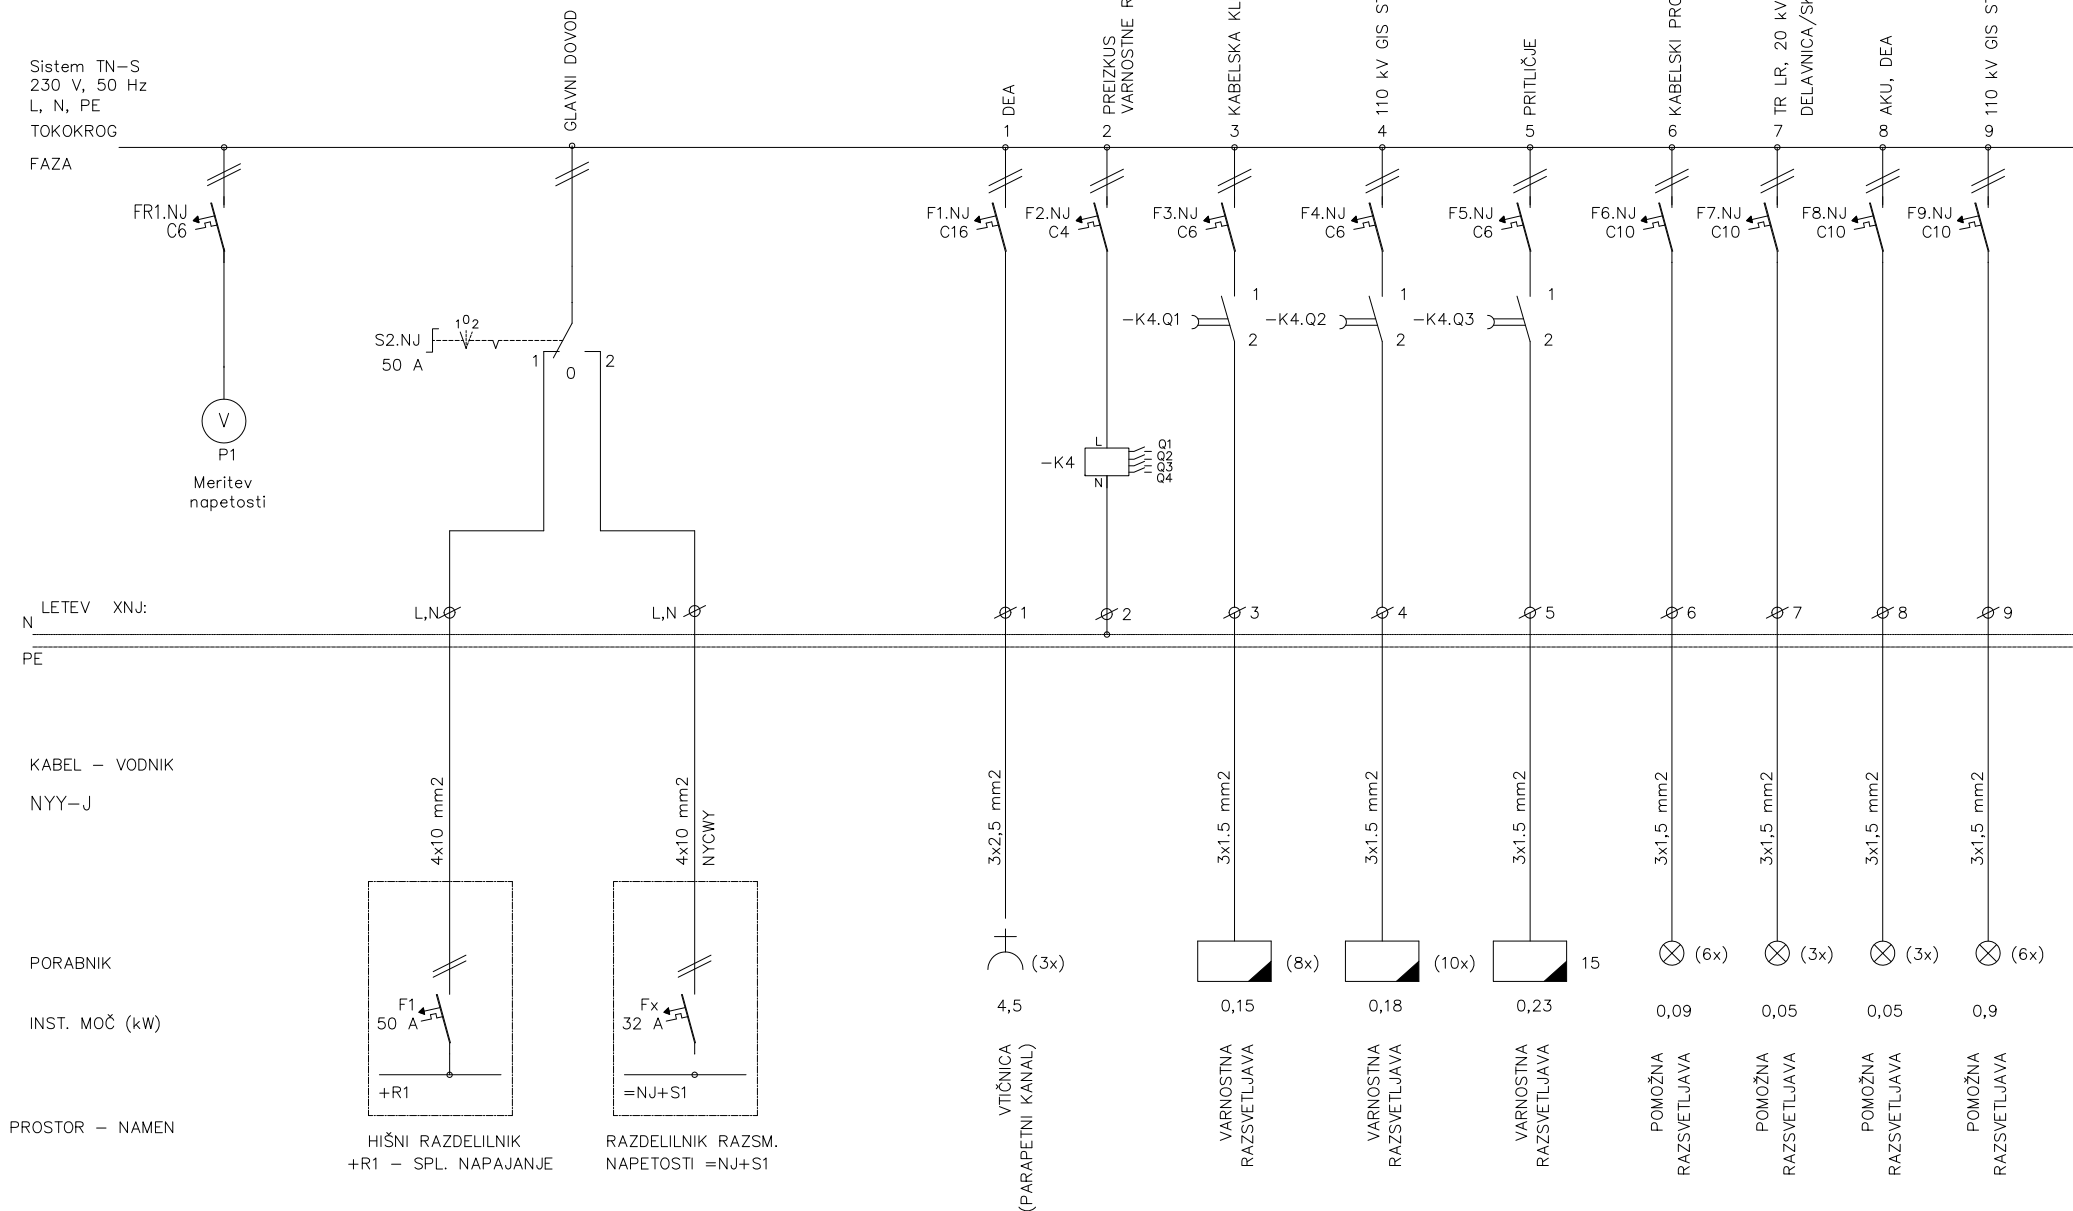 Sistem TN-S
230 V, 50 Hz
L, N, PE
TOKOKROG
FAZA
GLAVNI DOVOD
DEA
PREIZKUS
VARNOSTNE
KABELSKA
110 kV GIS
PRITLIČJE
KABELSKI
TR LR, 20 kV
DELAVNICA
AKU, DEA
110 kV GIS
1
2
3
4
5
6
7
8
9
FR1.NJ
C6
F1.NJ
C16
F2.NJ
C4
F3.NJ
C6
F4.NJ
C6
F5.NJ
C6
F6.NJ
C10
F7.NJ
C10
F8.NJ
C10
F9.NJ
C10
S2.NJ
50 A
1 0 2
1
0
2
-K4.Q1
1
2
-K4.Q2
1
2
-K4.Q3
1
2
V
P1
Meritev
napetosti
-K4
L
N
Q1
Q2
Q3
Q4
LETEV XNJ:
N
PE
L,N
L,N
1
2
3
4
5
6
7
8
9
KABEL - VODNIK
NYY-J
4x10 mm2
4x10 mm2
NYCWY
3x2,5 mm2
3x1.5 mm2
3x1.5 mm2
3x1.5 mm2
3x1,5 mm2
3x1,5 mm2
3x1,5 mm2
3x1,5 mm2
PORABNIK
(3x)
(8x)
(10x)
15
(6x)
(3x)
(3x)
(6x)
F1
50 A
Fx
32 A
INST. MOČ (kW)
4,5
0,15
0,18
0,23
0,09
0,05
0,05
0,9
+R1
=NJ+S1
PROSTOR - NAMEN
HIŠNI RAZDELILNIK
+R1 - SPL. NAPAJANJE
RAZDELILNIK RAZSM.
NAPETOSTI =NJ+S1
VTIČNICA
(PARAPETNI KANAL)
VARNOSTNA
RAZSVETLJAVA
VARNOSTNA
RAZSVETLJAVA
VARNOSTNA
RAZSVETLJAVA
POMOŽNA
RAZSVETLJAVA
POMOŽNA
RAZSVETLJAVA
POMOŽNA
RAZSVETLJAVA
POMOŽNA
RAZSVETLJAVA